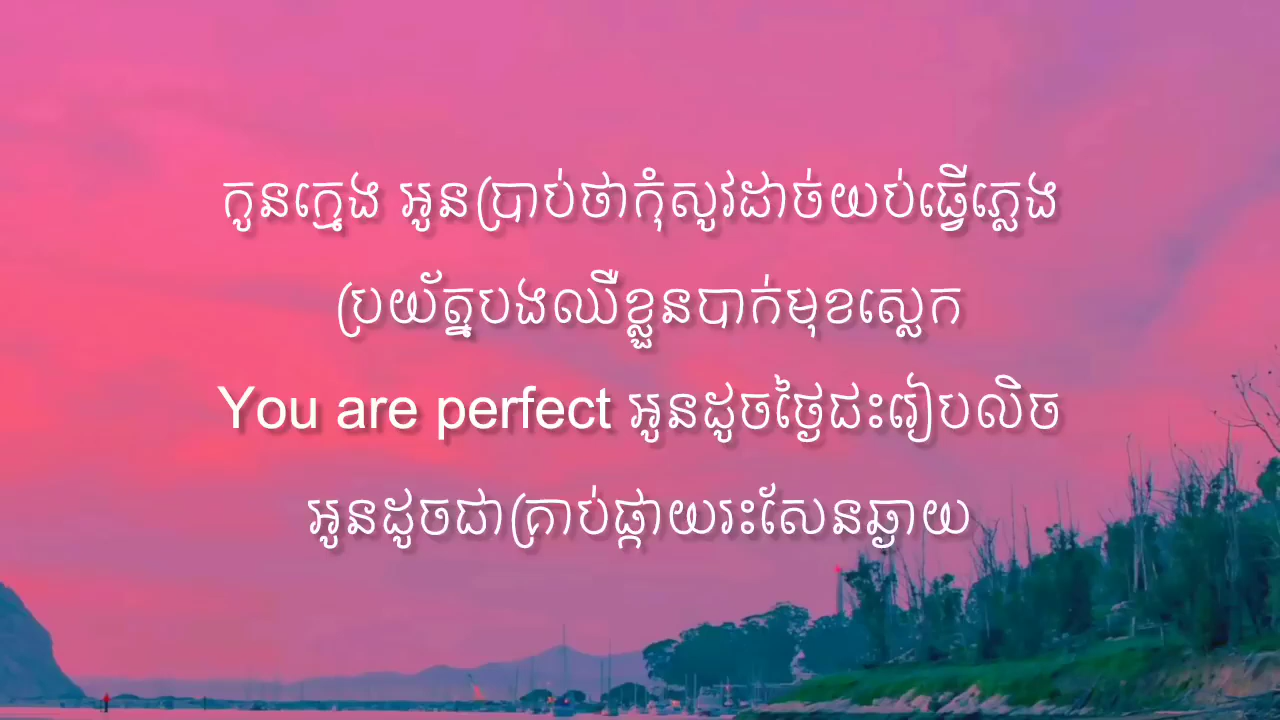 កូនក្មេង អូនប្រាប់ថាកុំសូវដាច់យប់ធ្វើភ្លេង
ប្រយ័ត្នបងឈឺខ្លួនបាក់មុខស្លេក
You are perfect អូនដូចថ្ងៃជះរៀបលិច
អូនដូចជាគ្រាប់ផ្កាយរះសែនឆ្ងាយ